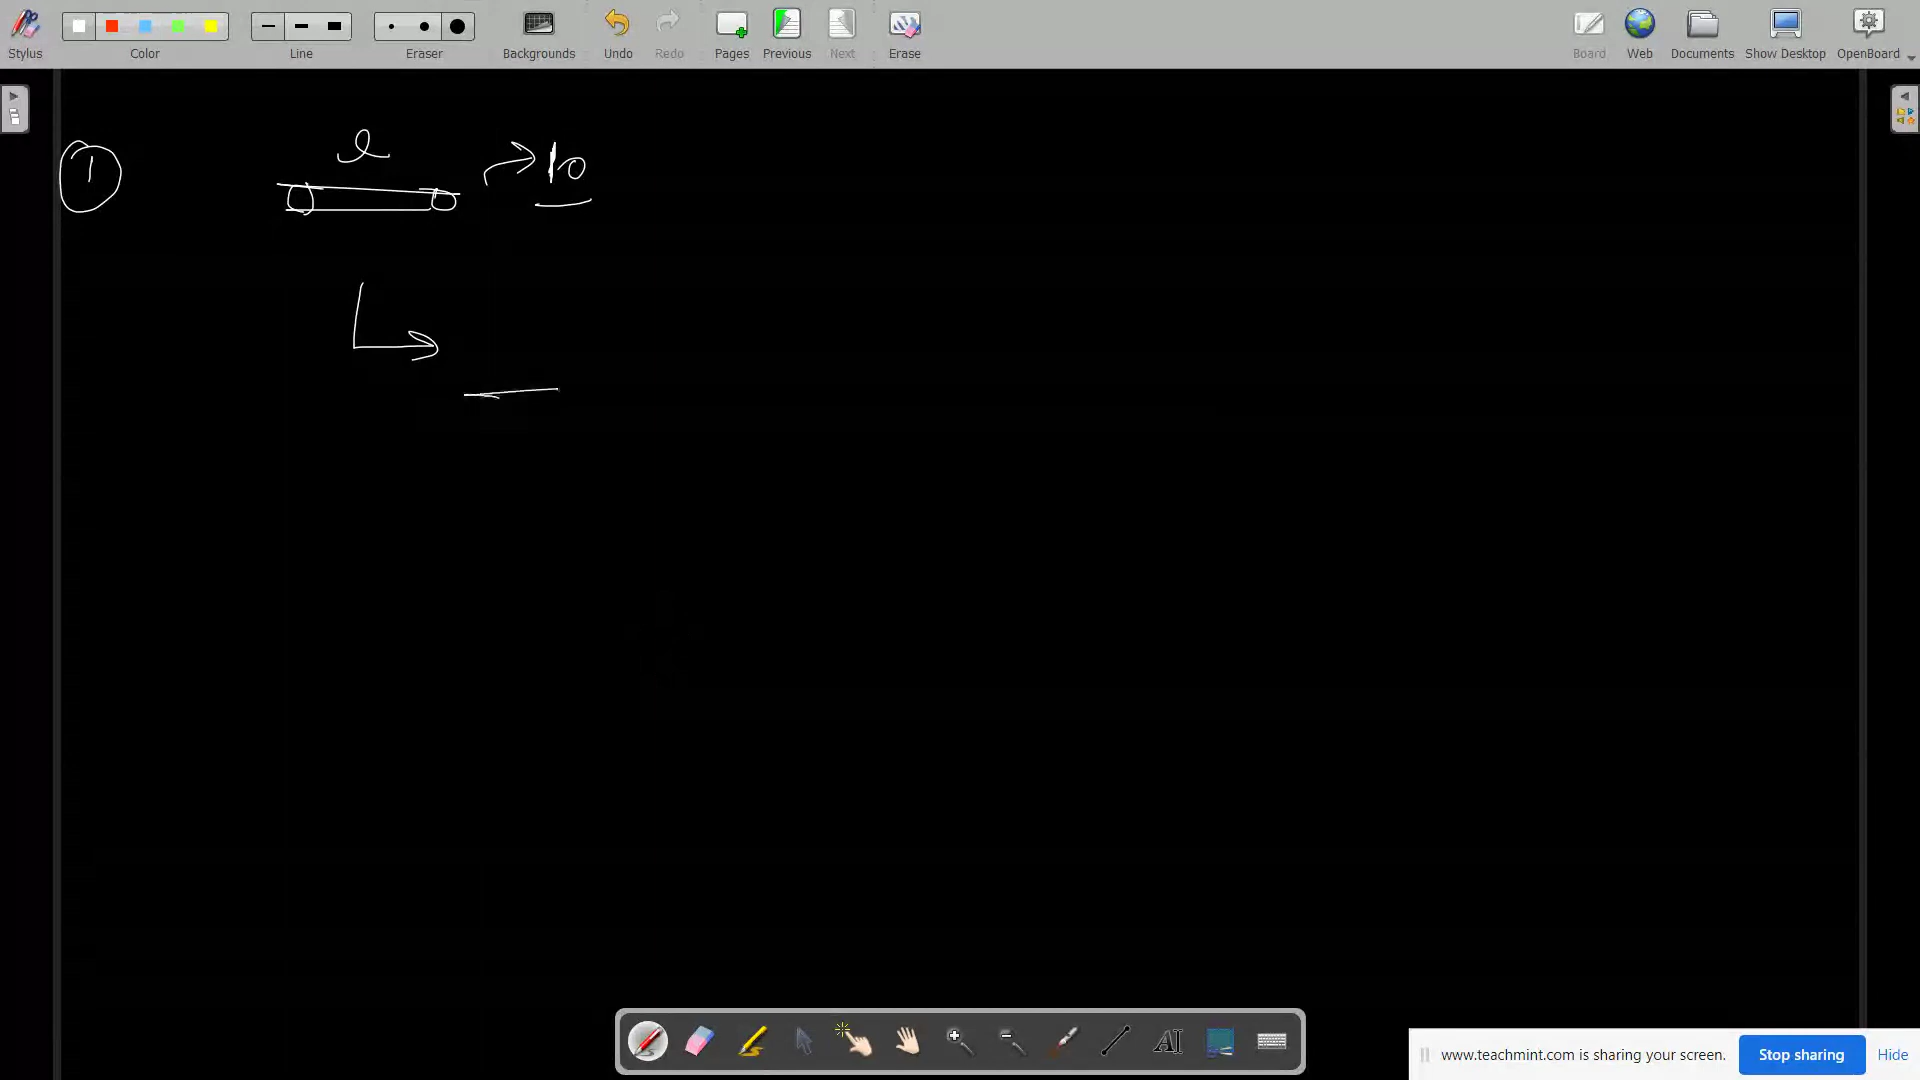 Stylus Color Line Eraser Backgrounds Undo Redo Pages Previous Next Erase Board Web Documents Show Desktop OpenBoard
1
l
10
AI
www.teachmint.com is sharing your screen. Stop sharing Hide